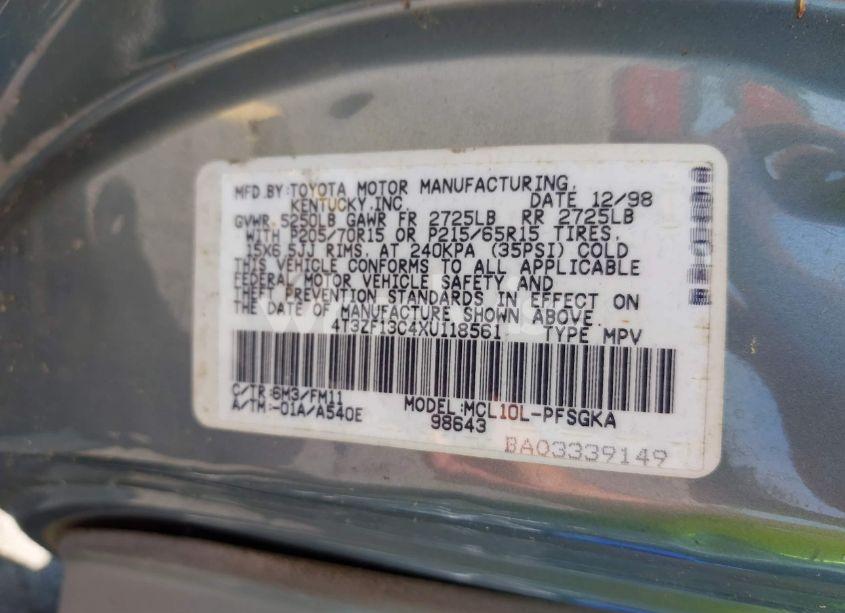 MFD.BY:TOYOTA MOTOR MANUFACTURING,
KENTUCKY,INC. DATE 12/98
GVWR 5250LB GAWR FR 2725LB RR 2725LB
WITH P205/70R15 OR P215/65R15 TIRES,
15X6.5JJ RIMS, AT 240KPA (35PSI) COLD
THIS VEHICLE CONFORMS TO ALL APPLICABLE
FEDERAL MOTOR VEHICLE SAFETY AND
THEFT PREVENTION STANDARDS IN EFFECT ON
THE DATE OF MANUFACTURE SHOWN ABOVE.
4T3ZF13C4XU118561 TYPE MPV
C/TR:6M3/FM11
A/TM:-01A/A540E
MODEL:MCL10L-PFSGKA
98643
BA03339149